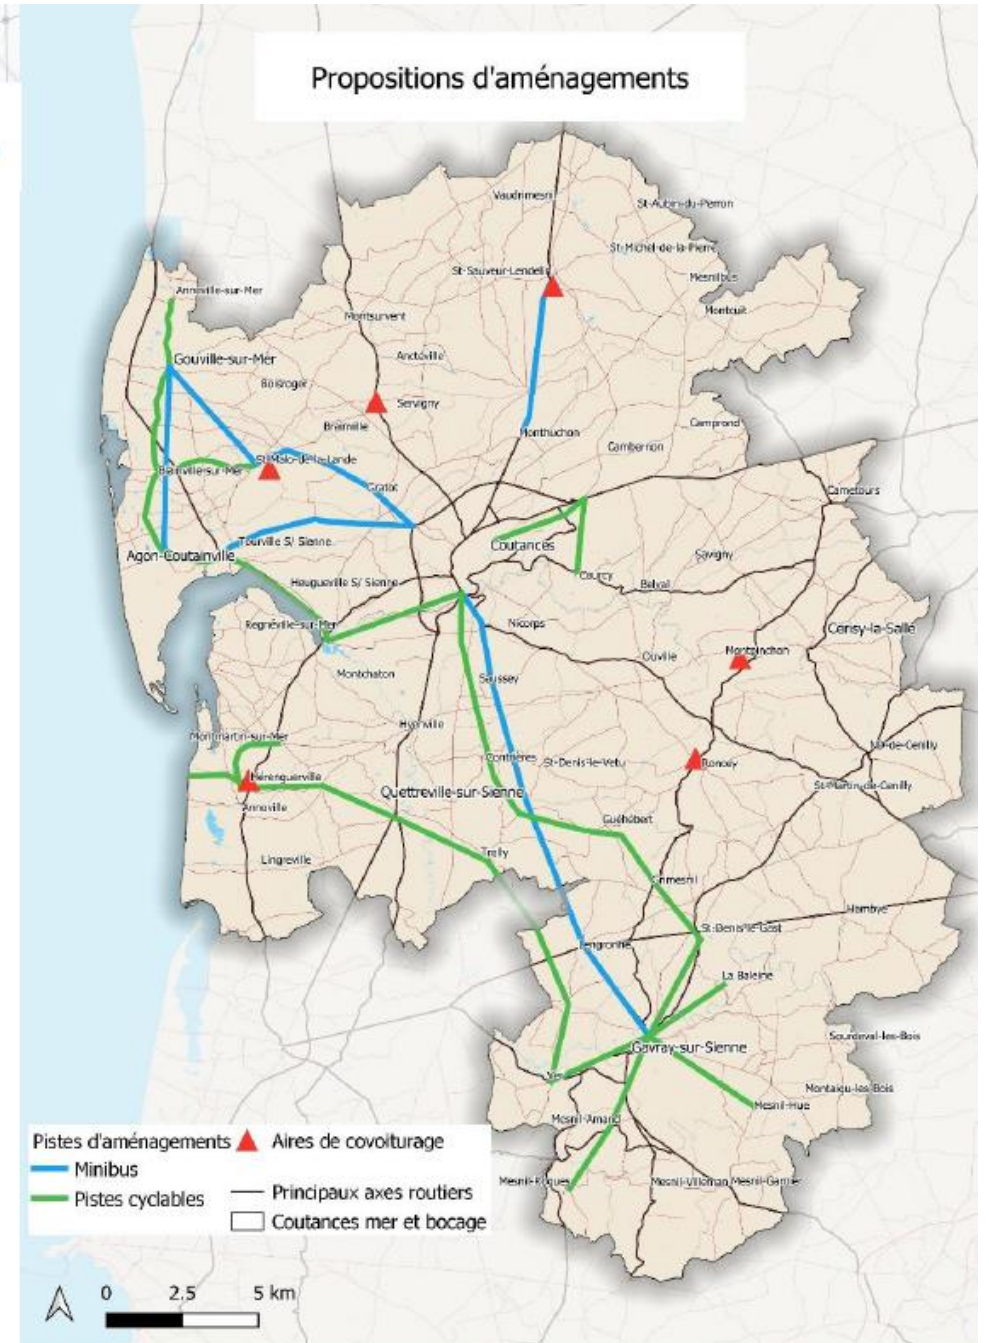 Propositions d'aménagements
Vaudrimesnil
St-Aubin-du-Perron
St-Michel-de-la-Pierre
St-Sauveur-Lendelin
Mesnilbus
Anneville-sur-Mer
Montcuit
Montsurvent
Ancteville
Gouville-sur-Mer
Boisroger
Servigny
Brainville
Monthuchon
Camprond
Cambernon
St-Malo-de-la-Lande
Blainville-sur-Mer
Gratot
Cametours
Tourville S/ Sienne
Coutances
Agon-Coutainville
Savigny
Heugueville S/ Sienne
Courcy
Belval
Regnéville-sur-Mer
Nicorps
Cerisy-la-Salle
Ouville
Montpinchon
Montchaton
Saussey
Hyenville
Montmartin-sur-Mer
ND-de-Cenilly
Contrières
St-Denis-le-Vetu
Roncey
Hérenguerville
Quettreville-sur-Sienne
St-Martin-de-Cenilly
Annoville
Guéhébert
Trelly
Lingreville
Grimesnil
Hambye
St-Denis-le-Gast
Lengronne
La Baleine
Sourdeval-les-Bois
Gavray-sur-Sienne
Ver
Montaigu-les-Bois
Mesnil-Hue
Mesnil-Amand
Mesnil-Rogues
Mesnil-Villeman
Mesnil-Garnier
Pistes d'aménagements
Aires de covoiturage
Minibus
Pistes cyclables
Principaux axes routiers
Coutances mer et bocage
0 2.5 5 km